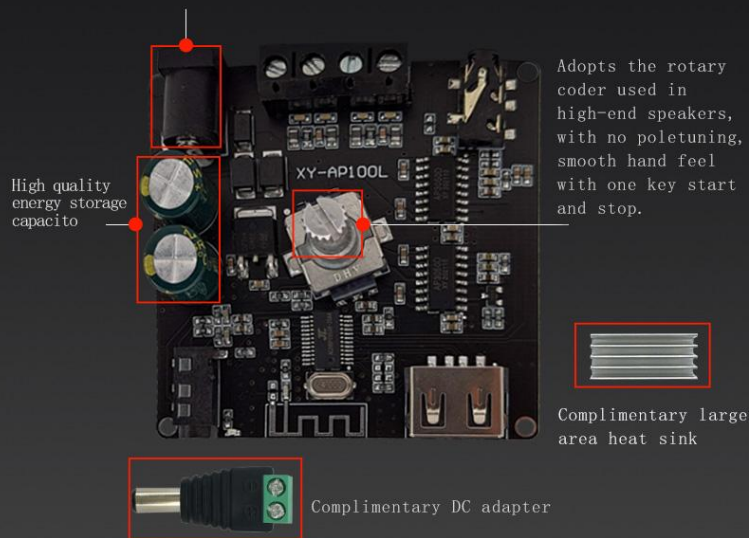 Adopts the rotary
coder used in
high-end speakers,
with no poletuning,
smooth hand feel
with one key start
and stop.
XY-AP100L
High quality
energy storage
capacito
Complimentary large
area heat sink
Complimentary DC adapter